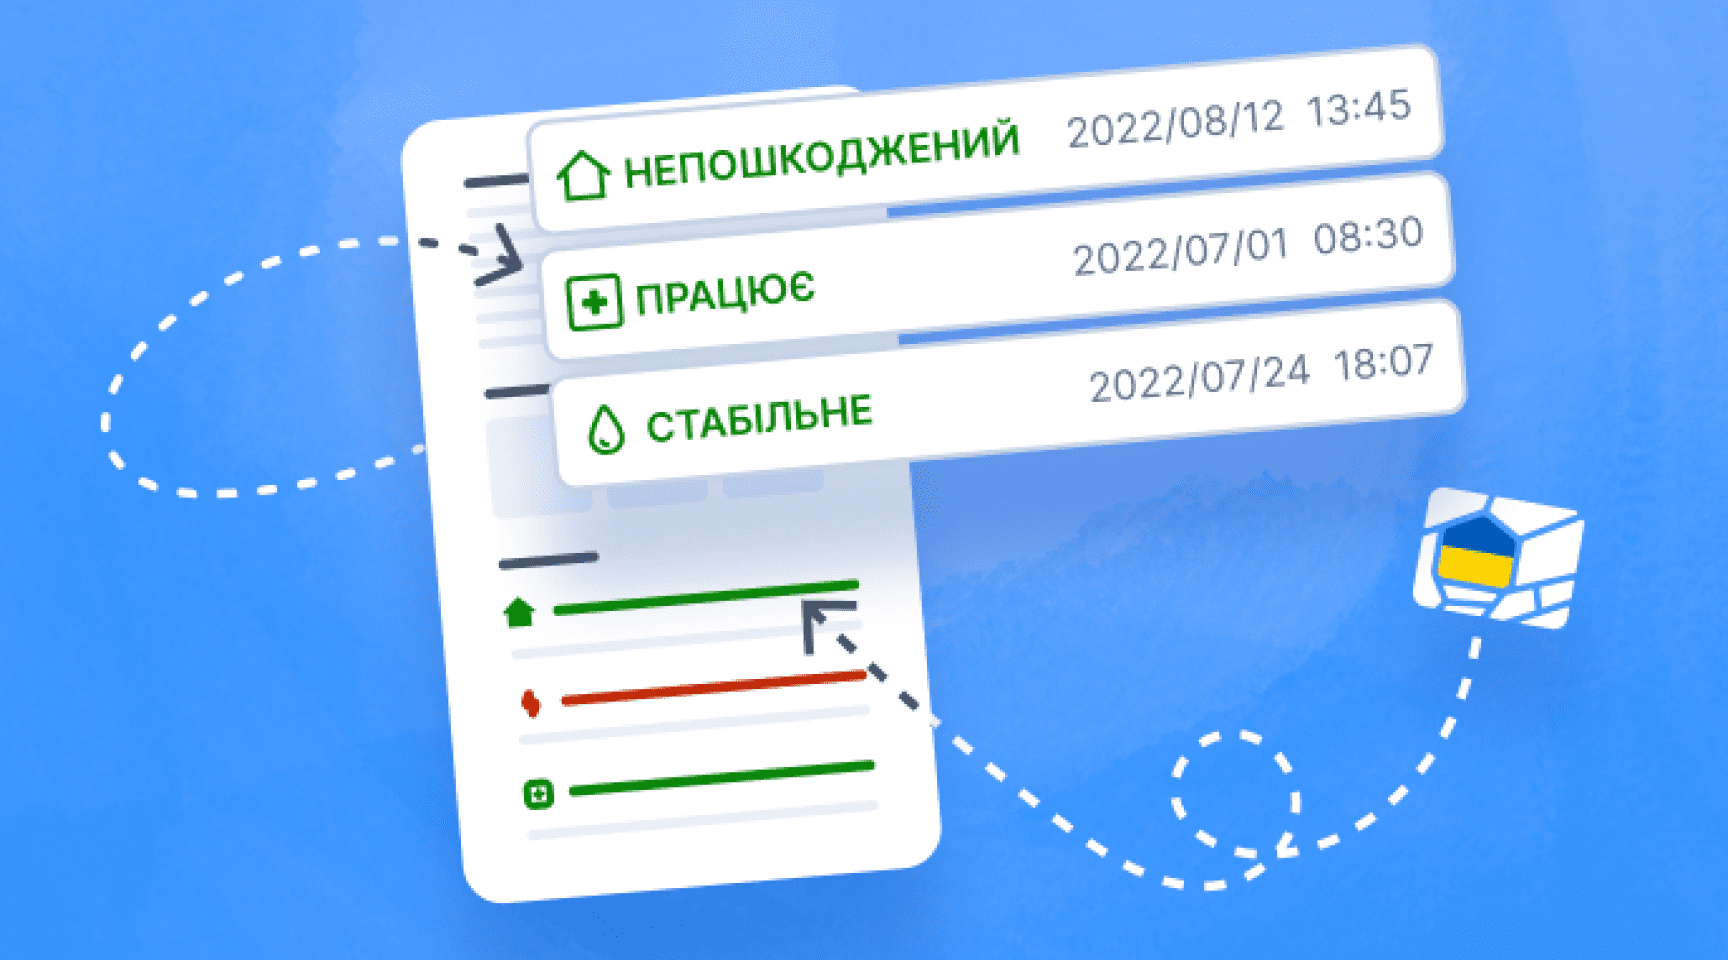 НЕПОШКОДЖЕНИЙ 2022/08/12 13:45
ПРАЦЮЄ 2022/07/01 08:30
СТАБІЛЬНЕ 2022/07/24 18:07